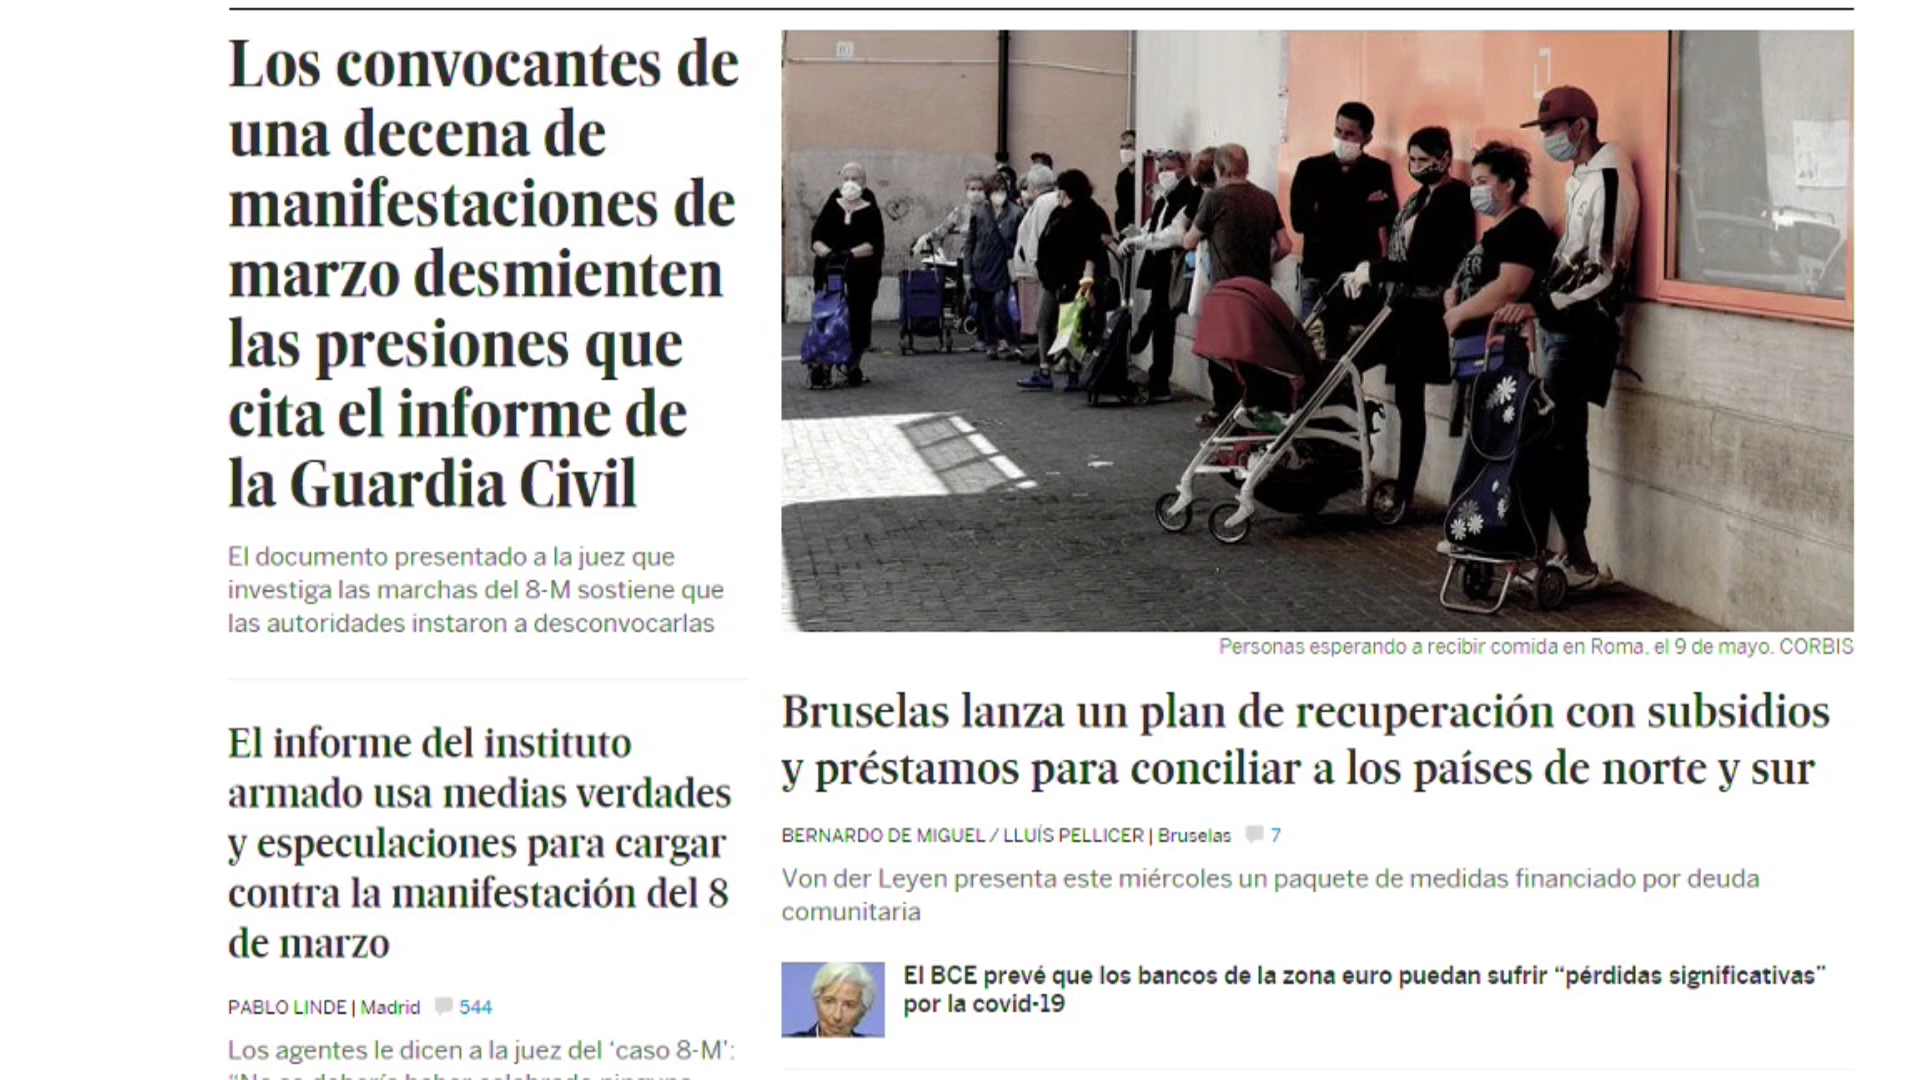 Los convocantes de
una decena de
manifestaciones de
marzo desmienten
las presiones que
cita el informe de
la Guardia Civil
El documento presentado a la juez que
investiga las marchas del 8-M sostiene que
las autoridades instaron a desconvocarlas
El informe del instituto
armado usa medias verdades
y especulaciones para cargar
contra la manifestación del 8
de marzo
PABLO LINDE | Madrid 544
Los agentes le dicen a la juez del ‘caso 8-M’:
“No se debería haber celebrado ninguna
Personas esperando a recibir comida en Roma, el 9 de mayo. CORBIS
Bruselas lanza un plan de recuperación con subsidios
y préstamos para conciliar a los países de norte y sur
BERNARDO DE MIGUEL / LLUÍS PELLICER | Bruselas 7
Von der Leyen presenta este miércoles un paquete de medidas financiado por deuda
comunitaria
El BCE prevé que los bancos de la zona euro puedan sufrir “pérdidas significativas”
por la covid-19